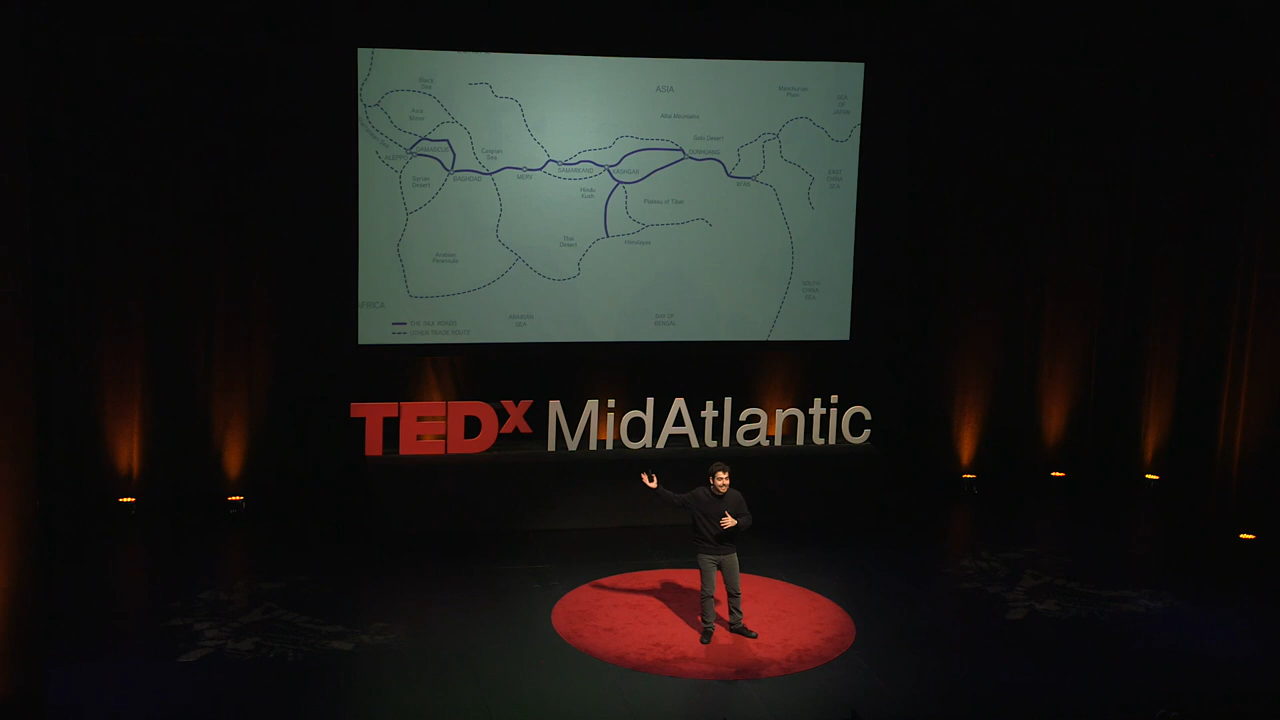 ASIA
Black
Sea
Manchurian
Plain
SEA
OF
JAPAN
Asia
Minor
Altai Mountains
Gobi Desert
DAMASCUS
ALEPPO
Caspian
Sea
DUNHUANG
SAMARKAND
KASHGAR
MERV
BAGHDAD
XI'AN
Syrian
Desert
EAST
CHINA
SEA
Hindu
Kush
Plateau of Tibet
Thar
Desert
Himalayas
Arabian
Peninsula
SOUTH
CHINA
SEA
AFRICA
ARABIAN
SEA
BAY OF
BENGAL
THE SILK ROADS
OTHER TRADE ROUTE
TEDx MidAtlantic